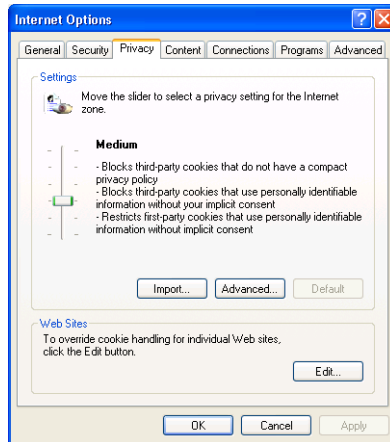 Internet Options
General Security Privacy Content Connections Programs Advanced
Settings
Move the slider to select a privacy setting for the Internet
zone.
Medium
- Blocks third-party cookies that do not have a compact
privacy policy
- Blocks third-party cookies that use personally identifiable
information without your implicit consent
- Restricts first-party cookies that use personally identifiable
information without implicit consent
Import... Advanced... Default
Web Sites
To override cookie handling for individual Web sites,
click the Edit button.
Edit...
OK Cancel Apply